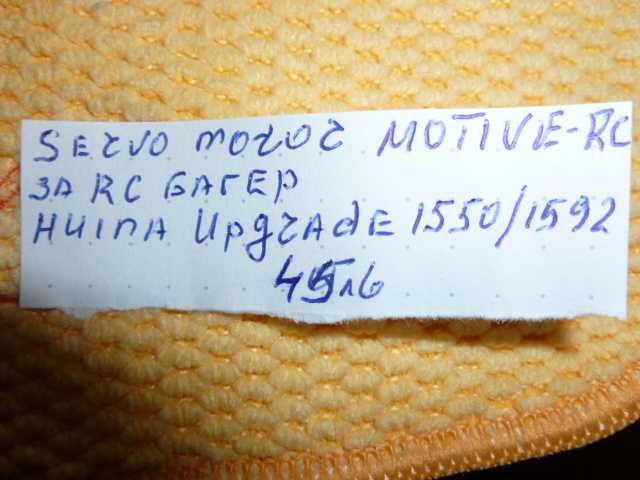 SErVO motor MOTIVE-RC
ЗА RC БАГЕР
HUINA UpgrAdE 1550/1592
45лв